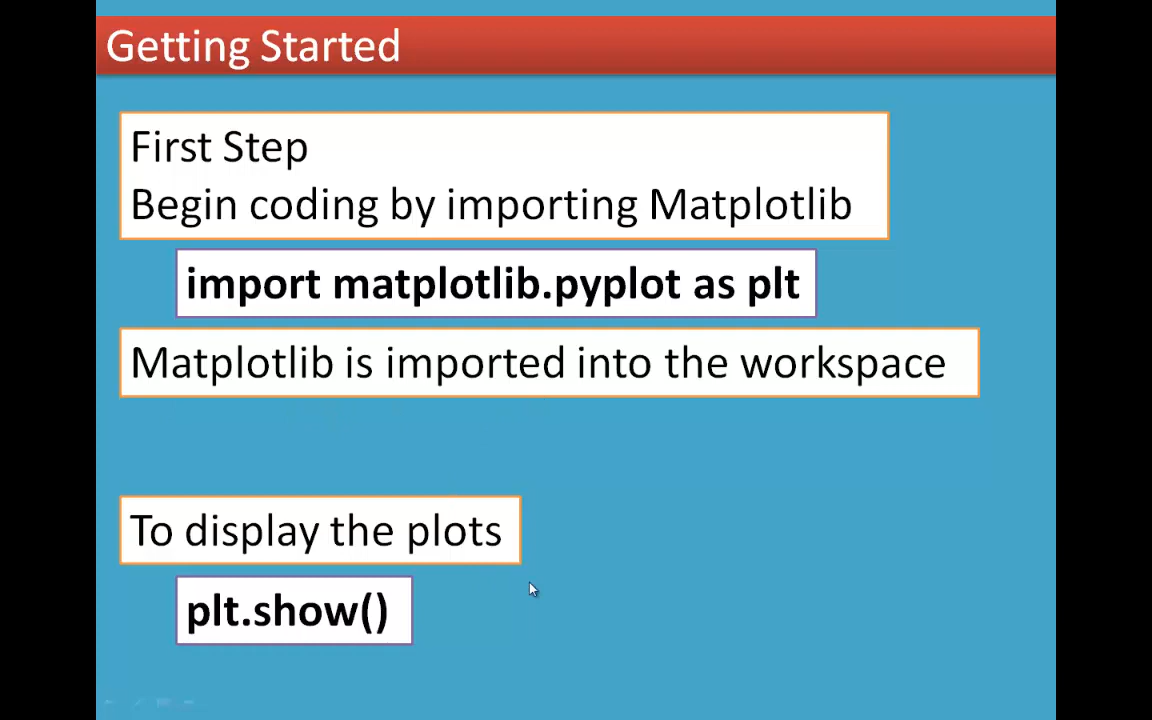 Getting Started
First Step
Begin coding by importing Matplotlib
import matplotlib.pyplot as plt
Matplotlib is imported into the workspace
To display the plots
plt.show()